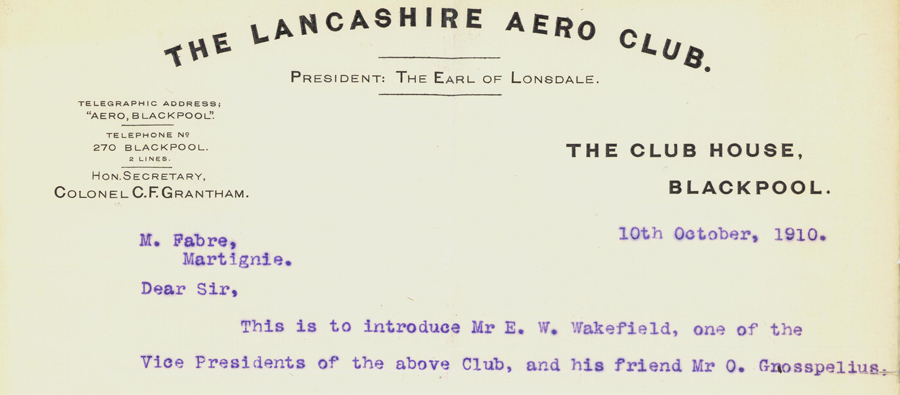 THE LANCASHIRE AERO CLUB.
PRESIDENT: THE EARL OF LONSDALE.
TELEGRAPHIC ADDRESS;
"AERO, BLACKPOOL".
TELEPHONE Nº
270 BLACKPOOL.
2 LINES.
HON. SECRETARY,
COLONEL C.F. GRANTHAM.
THE CLUB HOUSE,
BLACKPOOL.
10th October, 1910.
M. Fabre,
Martignie.
Dear Sir,
This is to introduce Mr E. W. Wakefield, one of the
Vice Presidents of the above Club, and his friend Mr O. Gnosspelius.